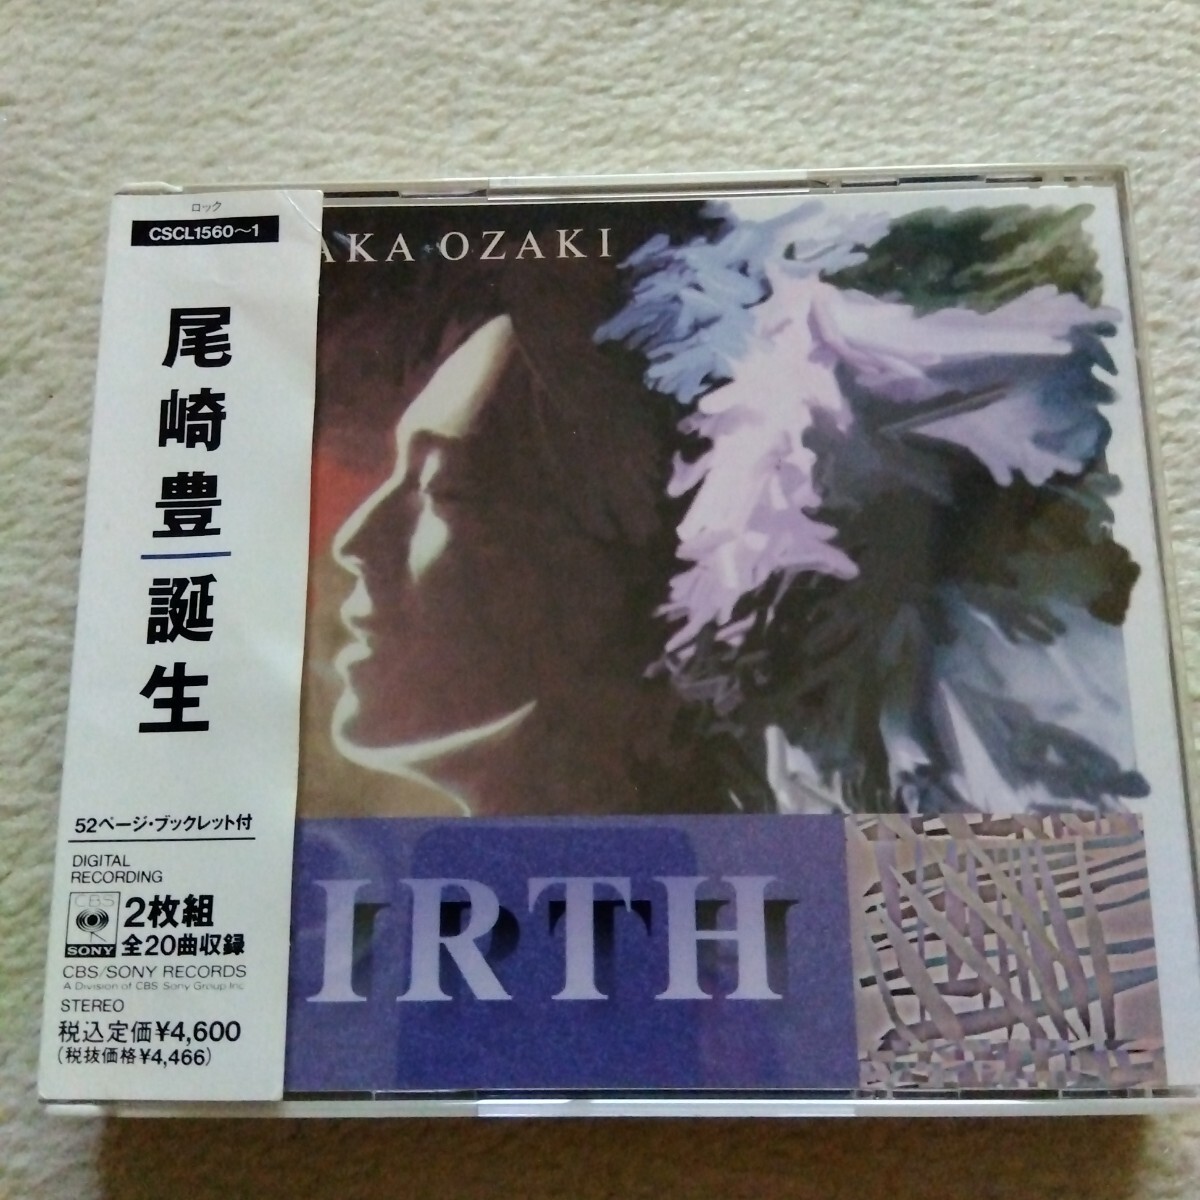 ロック
CSCL1560~1
尾崎豊
誕生
52ページ・ブックレット付
DIGITAL
RECORDING
CBS
SONY
2枚組
全20曲収録
CBS/SONY RECORDS
A Division of CBS Sony Group Inc
STEREO
税込定価¥4,600
(税抜価格¥4,466)
AKA OZAKI
IRTH